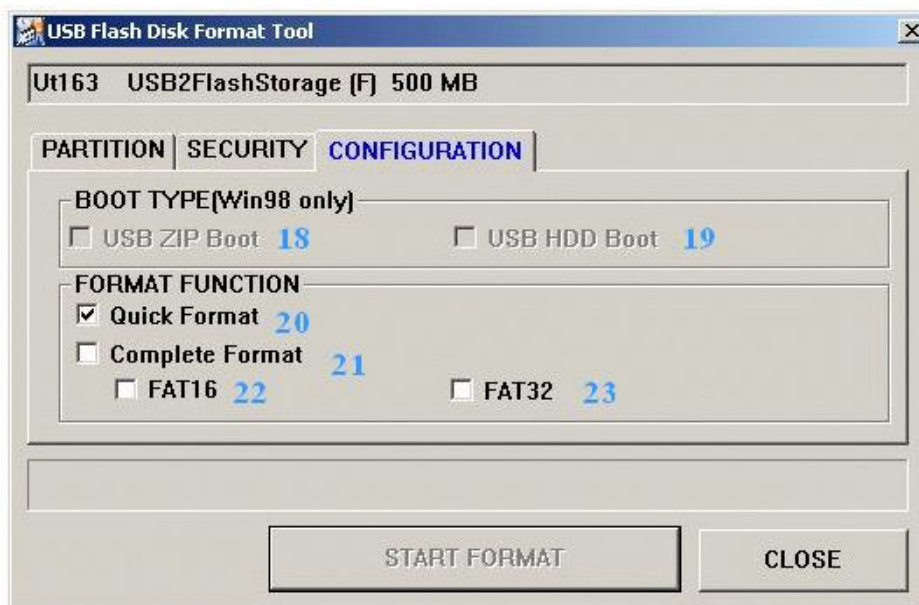 USB Flash Disk Format Tool
Ut163 USB2FlashStorage (F) 500 MB
PARTITION SECURITY CONFIGURATION
BOOT TYPE(Win98 only)
USB ZIP Boot 18 USB HDD Boot 19
FORMAT FUNCTION
Quick Format 20
Complete Format 21
FAT16 22 FAT32 23
START FORMAT CLOSE